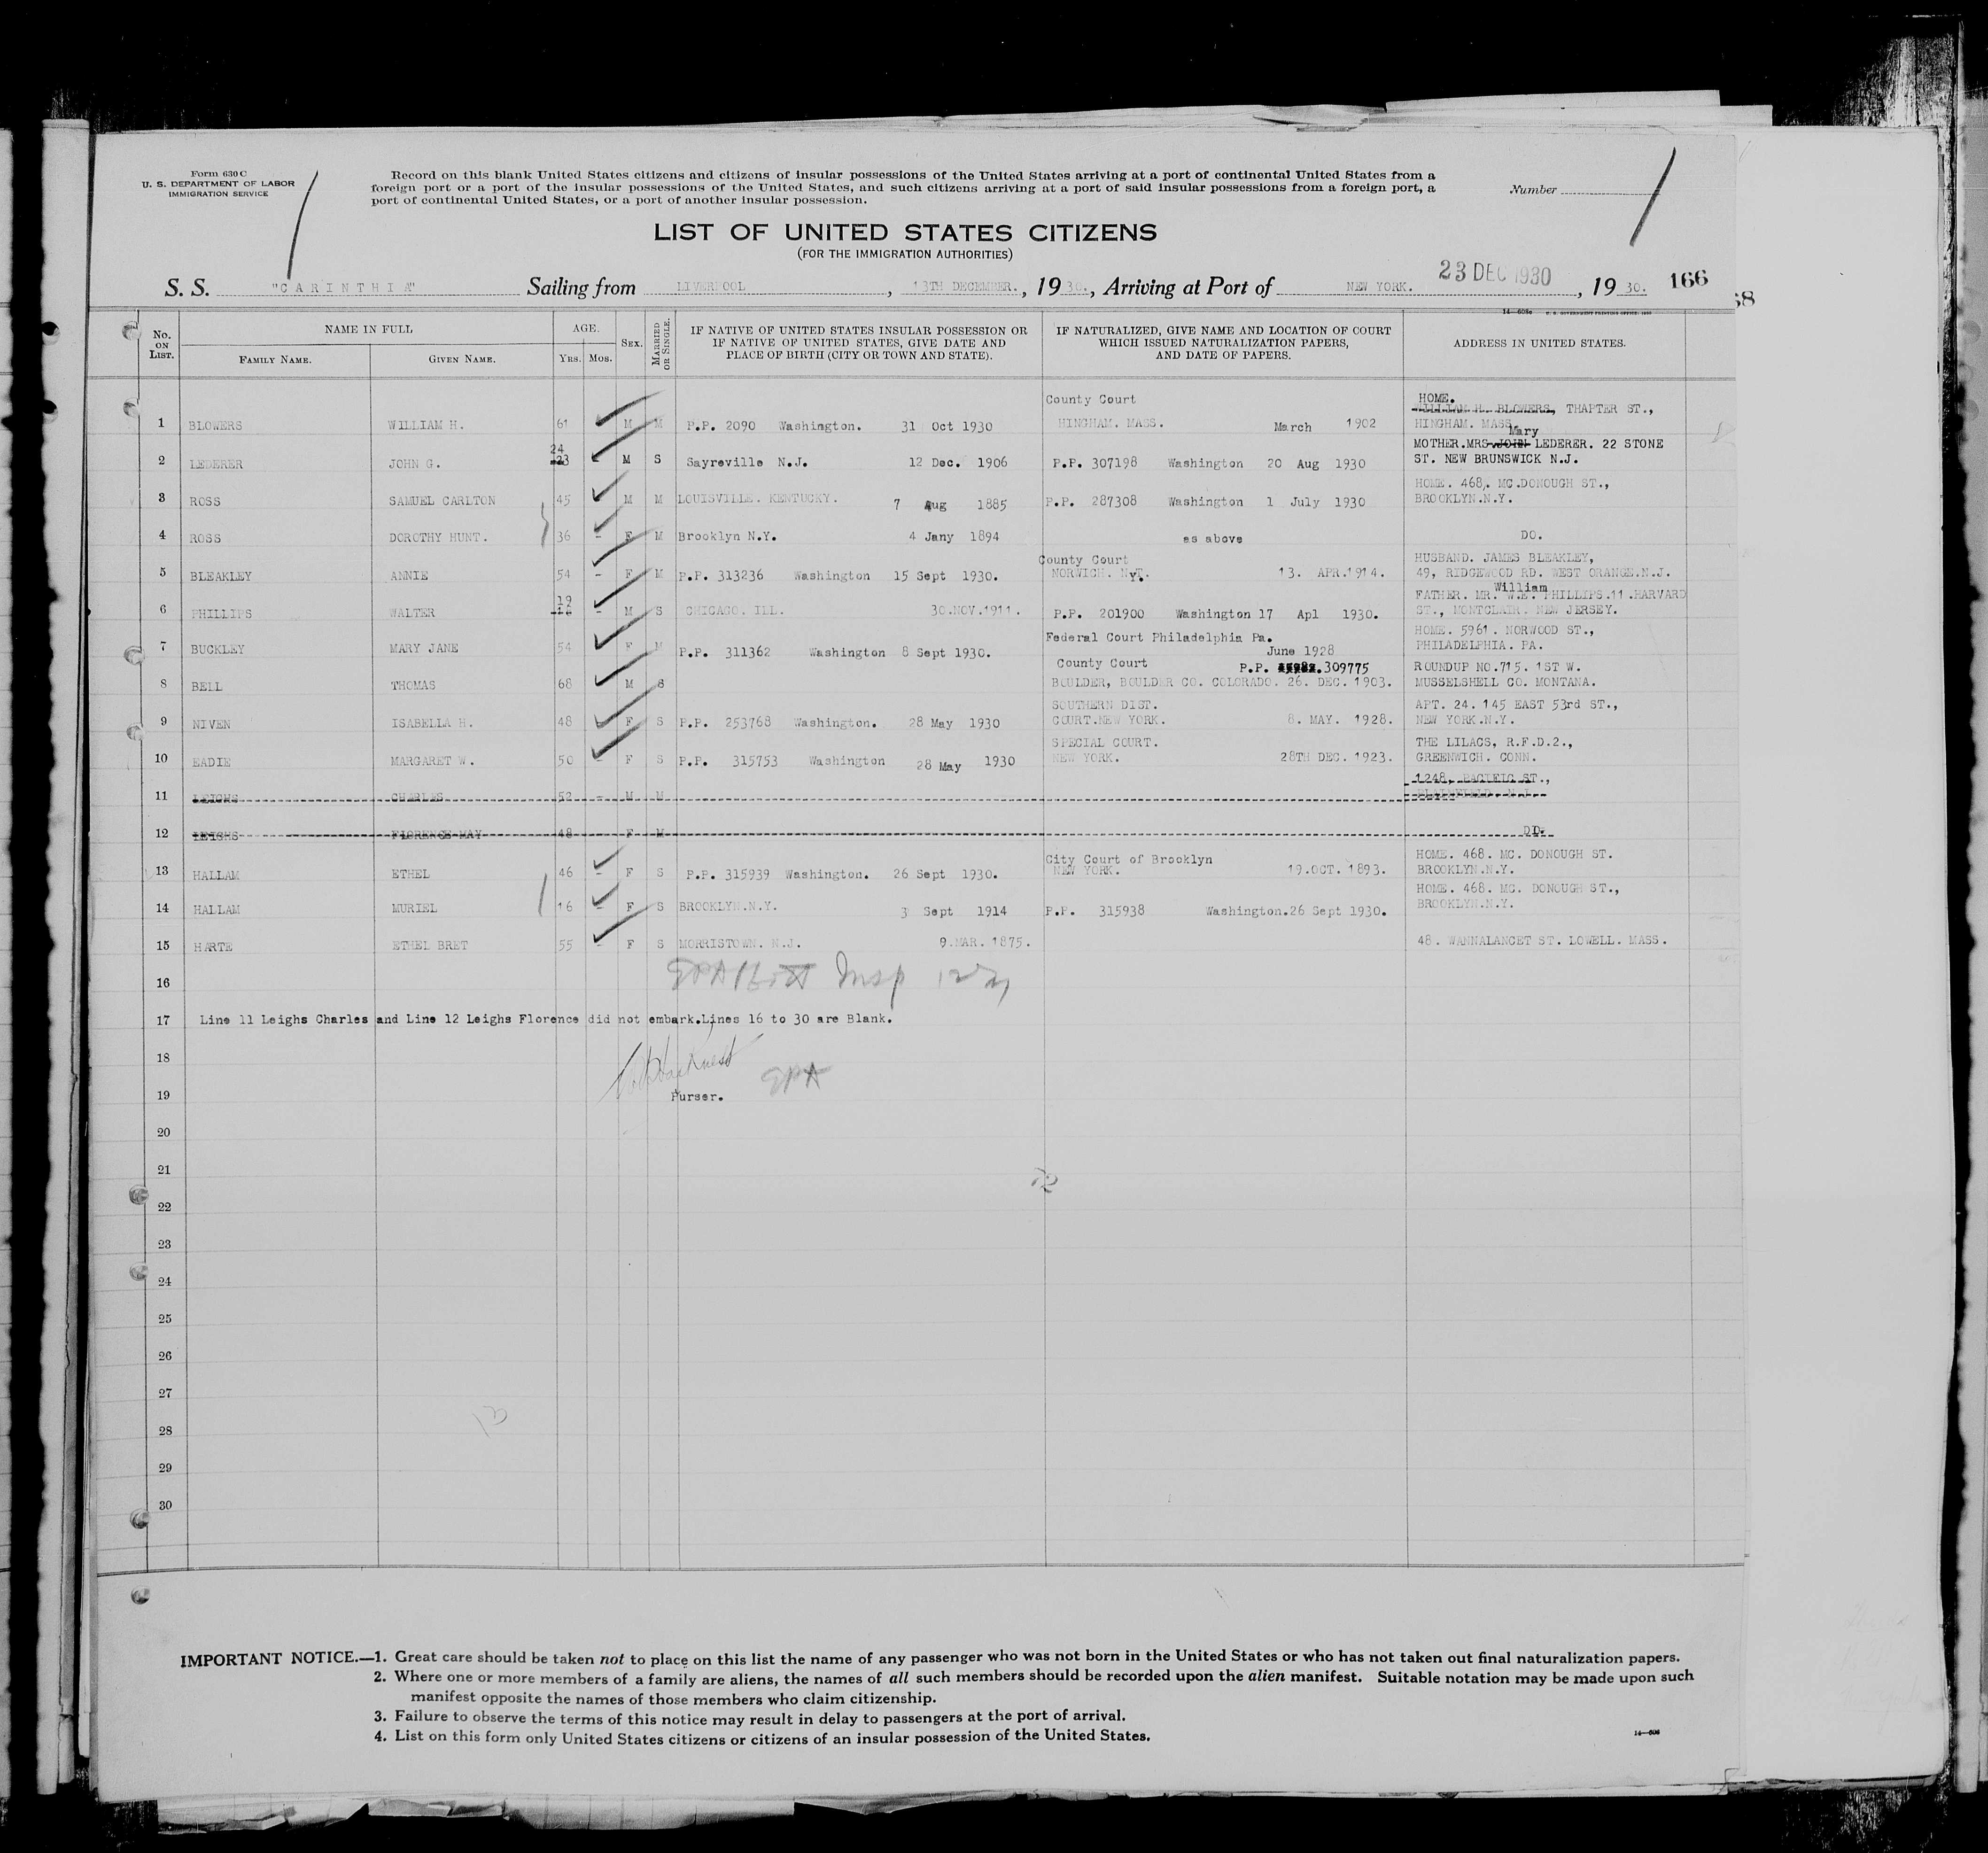 Form 630 C
U. S. DEPARTMENT OF LABOR
IMMIGRATION SERVICE
Record on this blank United States citizens and citizens of insular possessions of the United States arriving at a port of continental United States from a
foreign port or a port of the insular possessions of the United States, and such citizens arriving at a port of said insular possessions from a foreign port, a
port of continental United States, or a port of another insular possession.
Number
LIST OF UNITED STATES CITIZENS
(FOR THE IMMIGRATION AUTHORITIES)
S. S. "CARINTHIA" Sailing from LIVERPOOL, 13TH DECEMBER., 1930., Arriving at Port of NEW YORK. 23 DEC 1930, 1930. 166
No. ON LIST. NAME IN FULL AGE. SEX. MARRIED OR SINGLE. IF NATIVE OF UNITED STATES INSULAR POSSESSION OR IF NATIVE OF UNITED STATES, GIVE DATE AND PLACE OF BIRTH (CITY OR TOWN AND STATE). IF NATURALIZED, GIVE NAME AND LOCATION OF COURT WHICH ISSUED NATURALIZATION PAPERS, AND DATE OF PAPERS. ADDRESS IN UNITED STATES.
FAMILY NAME. GIVEN NAME. YRS. MOS.
County Court HOME.
WILLIAM H. BLOWERS, THAPTER ST.,
1 BLOWERS WILLIAM H. 61 M M P.P. 2090 Washington. 31 Oct 1930 HINGHAM. MASS. March 1902 HINGHAM. MASS
24 Mary
MOTHER.MRS.JOHN LEDERER. 22 STONE
2 LEDERER JOHN G. 23 M S Sayreville N.J. 12 Dec. 1906 P.P. 307198 Washington 20 Aug 1930 ST. NEW BRUNSWICK N.J.
HOME. 468, MC.DONOUGH ST.,
3 ROSS SAMUEL CARLTON 45 M M LOUISVILLE. KENTUCKY. 7 Aug 1885 P.P. 287308 Washington 1 July 1930 BROOKLYN.N.Y.
4 ROSS DOROTHY HUNT. 36 - F M Brooklyn N.Y. 4 Jany 1894 as above DO.
County Court HUSBAND. JAMES BLEAKLEY,
5 BLEAKLEY ANNIE 54 - F M P.P. 313236 Washington 15 Sept 1930. NORWICH. N.Y. 13. APR.1914. 49, RIDGEWOOD RD. WEST ORANGE.N.J.
19 William
FATHER. MR. W.E. PHILLIPS.11.HARVARD
6 PHILLIPS WALTER - M S CHICAGO. ILL. 30.NOV.1911. P.P. 201900 Washington 17 Apl 1930. ST., MONTCLAIR. NEW JERSEY.
Federal Court Philadelphia Pa. HOME. 5961. NORWOOD ST.,
7 BUCKLEY MARY JANE 54 F M P.P. 311362 Washington 8 Sept 1930. June 1928 PHILADELPHIA. PA.
County Court P.P. 309775 ROUNDUP NO.715. 1ST W.
8 BELL THOMAS 68 M S BOULDER, BOULDER CO. COLORADO. 26. DEC. 1903. MUSSELSHELL CO. MONTANA.
SOUTHERN DIST. APT. 24. 145 EAST 53rd ST.,
9 NIVEN ISABELLA H. 48 F S P.P. 253768 Washington. 28 May 1930 COURT.NEW YORK. 8. MAY. 1928. NEW YORK.N.Y.
SPECIAL COURT. THE LILACS, R.F.D.2.,
10 EADIE MARGARET W. 50 - F S P.P. 315753 Washington 28 May 1930 NEW YORK. 28TH DEC. 1923. GREENWICH. CONN.
1248, PACIFIC ST.,
11 LEIGHS CHARLES 52 - M M PLAINFIELD. N.J.
12 LEIGHS FLORENCE MAY 48 F M DO.
City Court of Brooklyn HOME. 468. MC. DONOUGH ST.
13 HALLAM ETHEL 46 - F S P.P. 315939 Washington. 26 Sept 1930. NEW YORK. 19.OCT. 1893. BROOKLYN.N.Y.
HOME. 468. MC. DONOUGH ST.,
14 HALLAM MURIEL 16 - F S BROOKLYN.N.Y. 3 Sept 1914 P.P. 315938 Washington.26 Sept 1930. BROOKLYN.N.Y.
15 HARTE ETHEL BRET 55 - F S MORRISTOWN. N.J. 9.MAR. 1875. 48. WANNALANCET ST. LOWELL. MASS.
16
17 Line 11 Leighs Charles and Line 12 Leighs Florence did not embark.Lines 16 to 30 are Blank.
18
19 Purser.
20
21
22
23
24
25
26
27
28
29
30
IMPORTANT NOTICE.—1. Great care should be taken not to place on this list the name of any passenger who was not born in the United States or who has not taken out final naturalization papers.
2. Where one or more members of a family are aliens, the names of all such members should be recorded upon the alien manifest. Suitable notation may be made upon such
manifest opposite the names of those members who claim citizenship.
3. Failure to observe the terms of this notice may result in delay to passengers at the port of arrival.
4. List on this form only United States citizens or citizens of an insular possession of the United States.